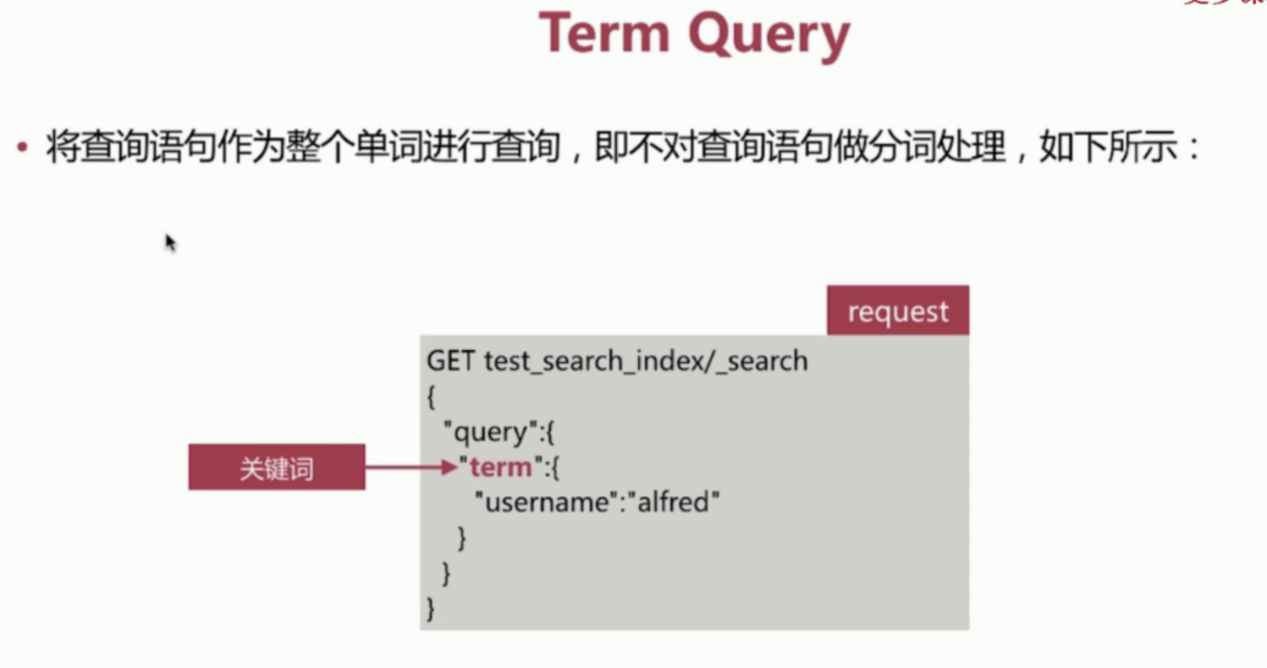 Term Query
• 将查询语句作为整个单词进行查询，即不对查询语句做分词处理，如下所示：
request
GET test_search_index/_search
{
"query":{
关键词
"term":{
"username":"alfred"
}
}
}